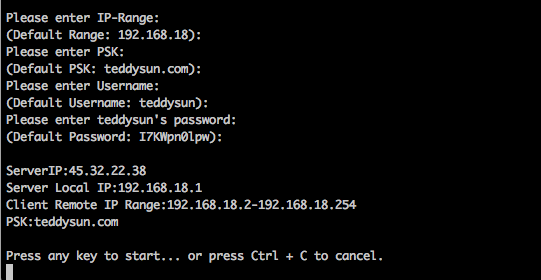 Please enter IP-Range:
(Default Range: 192.168.18):
Please enter PSK:
(Default PSK: teddysun.com):
Please enter Username:
(Default Username: teddysun):
Please enter teddysun's password:
(Default Password: I7KWpn0lpw):
ServerIP:45.32.22.38
Server Local IP:192.168.18.1
Client Remote IP Range:192.168.18.2-192.168.18.254
PSK:teddysun.com
Press any key to start... or press Ctrl + C to cancel.